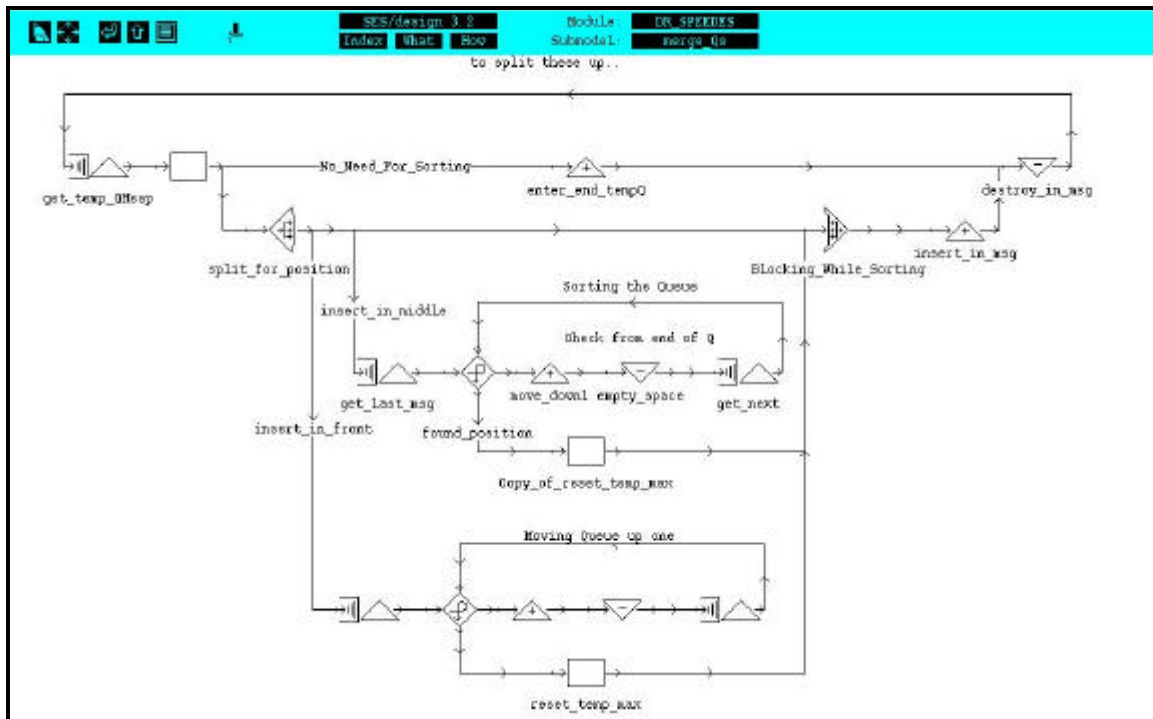 SES/design 3.2
Module:
DR_SPEEDES
Index
What
How
Submodel:
merge_Qs
to split these up..
No_Need_For_Sorting
get_temp_QMsgp
enter_end_tempQ
destroy_in_msg
split_for_position
Blocking_While_Sorting
insert_in_msg
Sorting the Queue
insert_in_middle
Check from end of Q
get_last_msg
move_down1
empty_space
get_next
insert_in_front
found_position
Copy_of_reset_temp_max
Moving Queue up one
reset_temp_max